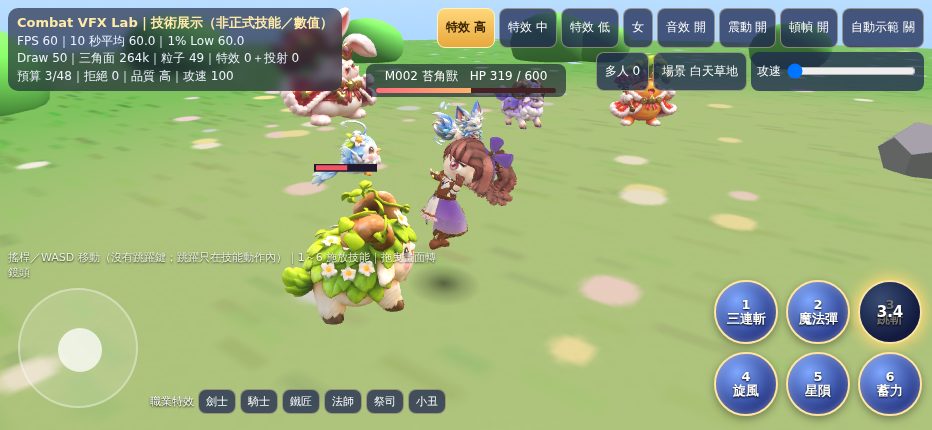 Combat VFX Lab｜技術展示（非正式技能／數值）
FPS 60｜10 秒平均 60.0｜1% Low 60.0
Draw 50｜三角面 264k｜粒子 49｜特效 0＋投射 0
預算 3/48｜拒絕 0｜品質 高｜攻速 100
特效 高
特效 中
特效 低
女
音效 開
震動 開
頓幀 開
自動示範 關
M002 苔角獸 HP 319 / 600
多人 0
場景 白天草地
攻速
搖桿／WASD 移動（沒有跳躍鍵；跳躍只在技能動作內）｜1～6 施放技能｜拖曳畫面轉
鏡頭
1
三連斬
2
魔法彈
3
跳斬
3.4
4
旋風
5
星隕
6
蓄力
職業特效
劍士
騎士
鐵匠
法師
祭司
小丑